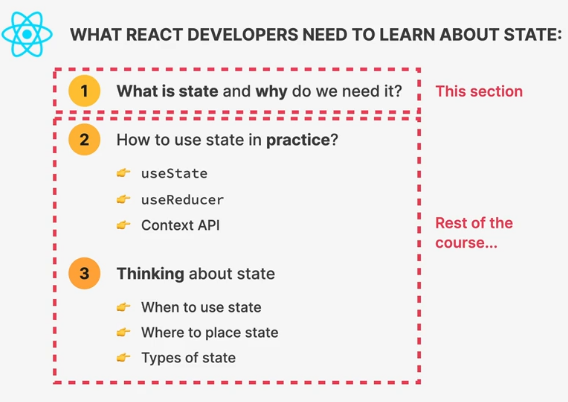 WHAT REACT DEVELOPERS NEED TO LEARN ABOUT STATE:
1 What is state and why do we need it?
This section
2 How to use state in practice?
useState
useReducer
Context API
Rest of the
course...
3 Thinking about state
When to use state
Where to place state
Types of state